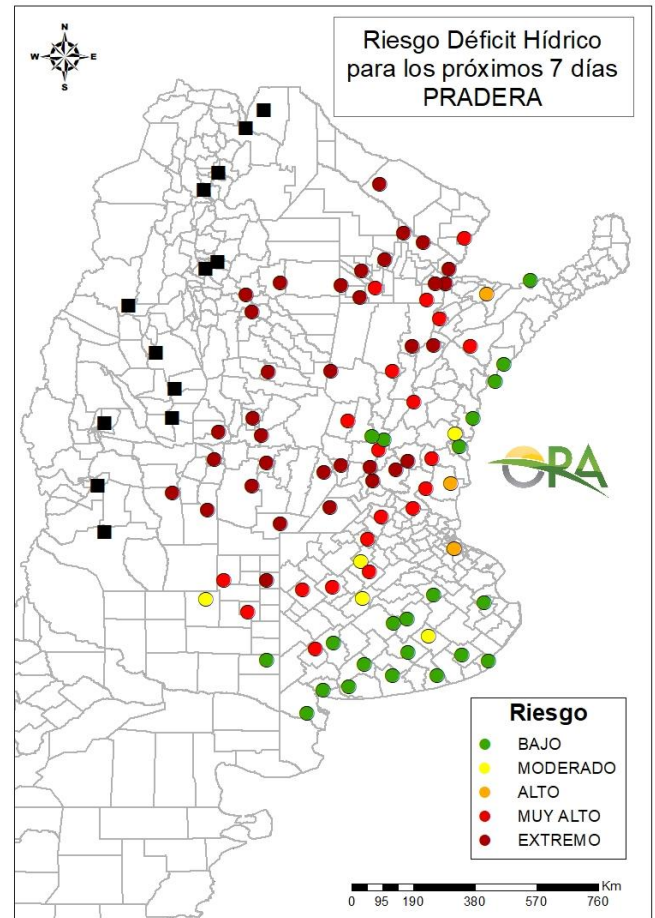 N
W E
S
Riesgo Déficit Hídrico
para los próximos 7 días
PRADERA
OPA
Riesgo
BAJO
MODERADO
ALTO
MUY ALTO
EXTREMO
Km
0 95 190 380 570 760